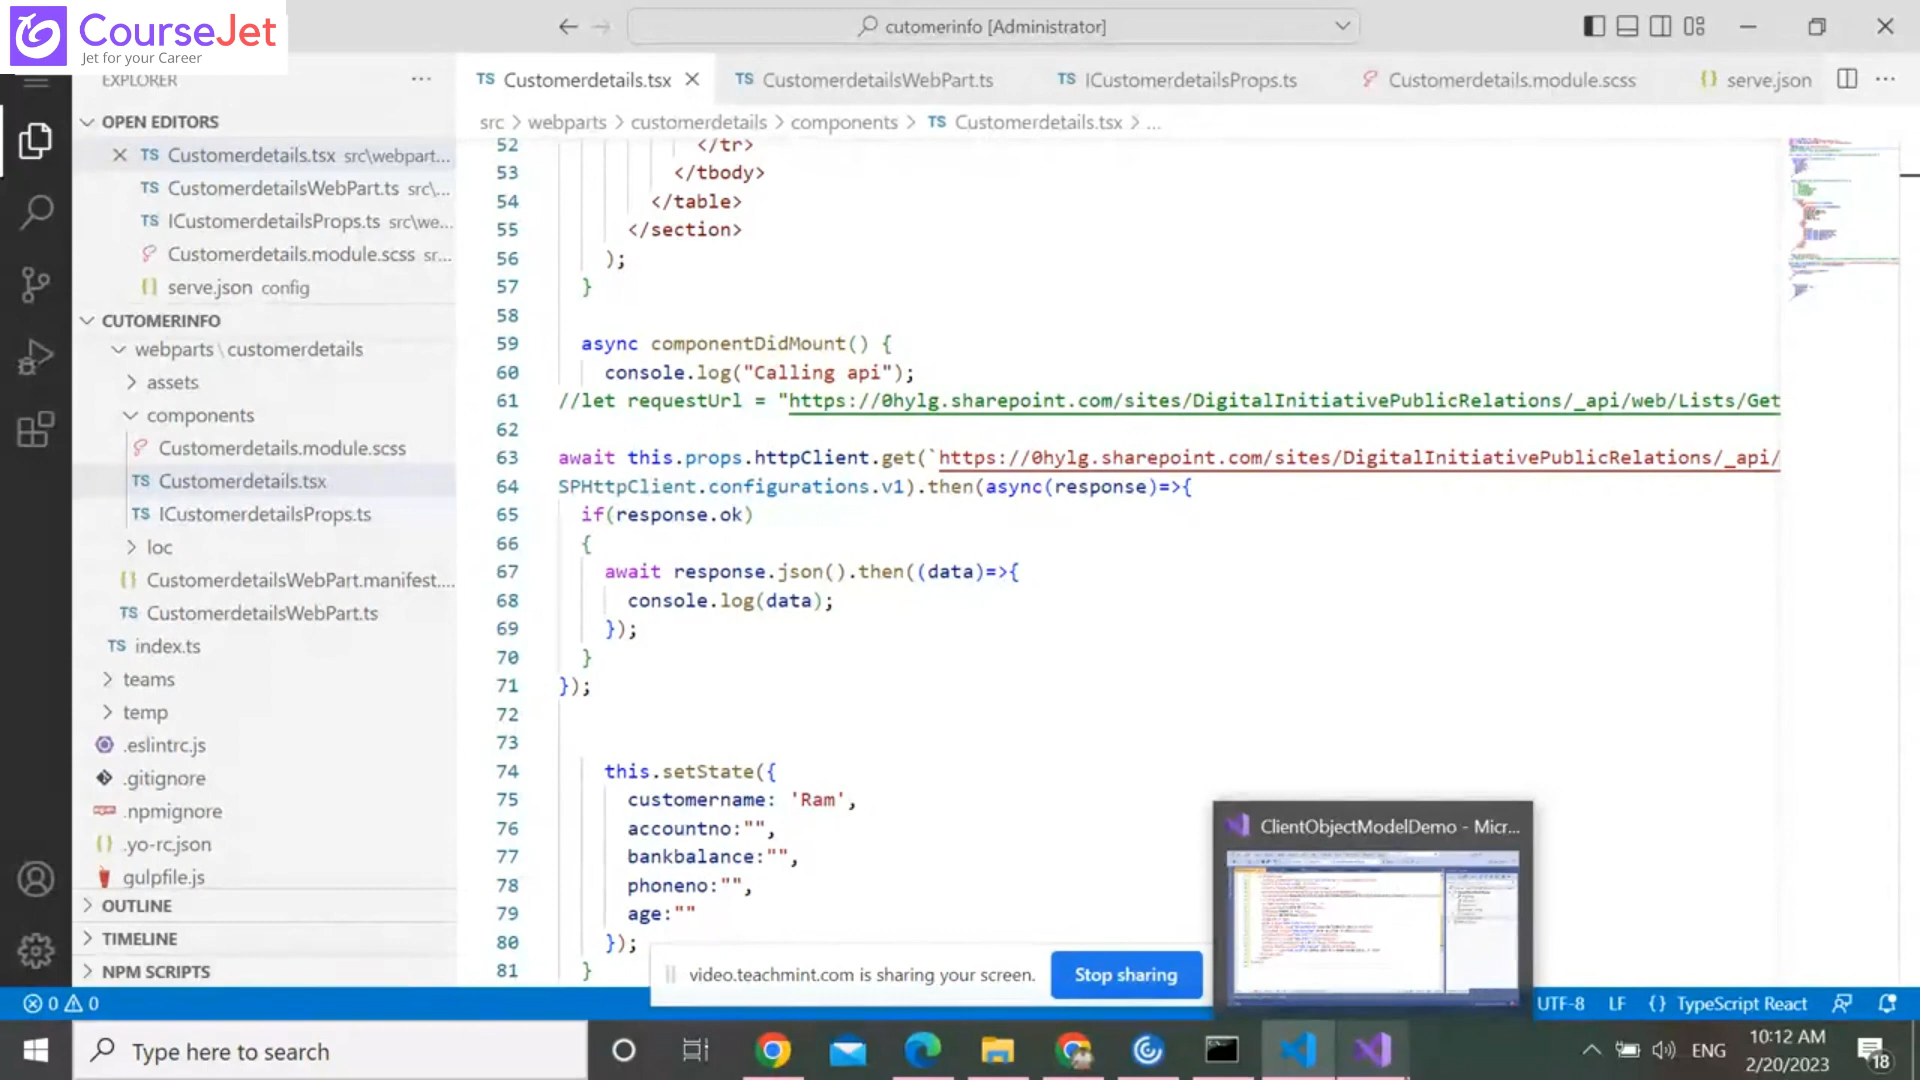 CourseJet
Jet for your Career
cutomerinfo [Administrator]
EXPLORER
Customerdetails.tsx
CustomerdetailsWebPart.ts
ICustomerdetailsProps.ts
Customerdetails.module.scss
serve.json
src > webparts > customerdetails > components > TS Customerdetails.tsx > ...
OPEN EDITORS
TS Customerdetails.tsx src\webpart...
TS CustomerdetailsWebPart.ts src\...
TS ICustomerdetailsProps.ts src\we...
Customerdetails.module.scss sr...
{} serve.json config
CUTOMERINFO
webparts \ customerdetails
assets
components
Customerdetails.module.scss
TS Customerdetails.tsx
TS ICustomerdetailsProps.ts
loc
{} CustomerdetailsWebPart.manifest....
TS CustomerdetailsWebPart.ts
TS index.ts
teams
temp
.eslintrc.js
.gitignore
.npmignore
{} .yo-rc.json
gulpfile.js
OUTLINE
TIMELINE
NPM SCRIPTS
52 </tr>
53 </tbody>
54 </table>
55 </section>
56 );
57 }
58
59 async componentDidMount() {
60 console.log("Calling api");
61 //let requestUrl = "https://0hylg.sharepoint.com/sites/DigitalInitiativePublicRelations/_api/web/Lists/Get
62
63 await this.props.httpClient.get(`https://0hylg.sharepoint.com/sites/DigitalInitiativePublicRelations/_api/
64 SPHttpClient.configurations.v1).then(async(response)=>{
65 if(response.ok)
66 {
67 await response.json().then((data)=>{
68 console.log(data);
69 });
70 }
71 });
72
73
74 this.setState({
75 customername: 'Ram',
76 accountno:"",
77 bankbalance:"",
78 phoneno:"",
79 age:""
80 });
81 }
video.teachmint.com is sharing your screen.
Stop sharing
ClientObjectModelDemo - Micr...
0 0
UTF-8 LF {} TypeScript React
Type here to search
ENG
10:12 AM
2/20/2023
18